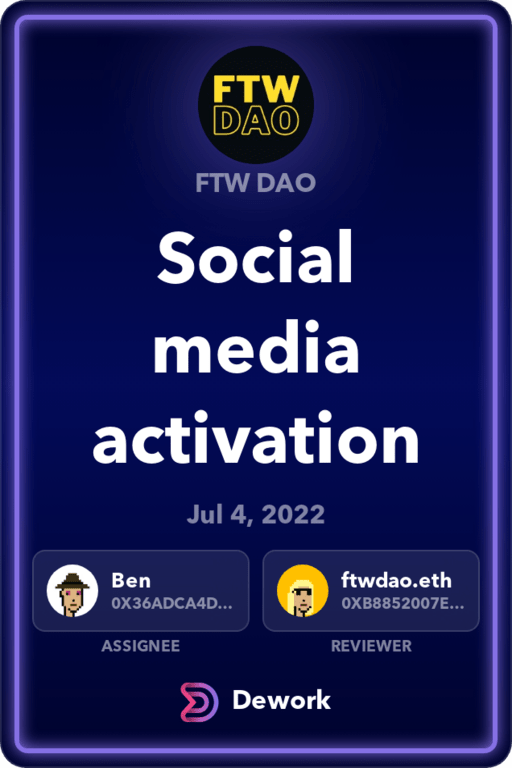 FTW
DAO
FTW DAO
Social
media
activation
Jul 4, 2022
Ben
0X36ADCA4D...
ASSIGNEE
ftwdao.eth
0XB8852007E...
REVIEWER
Dework